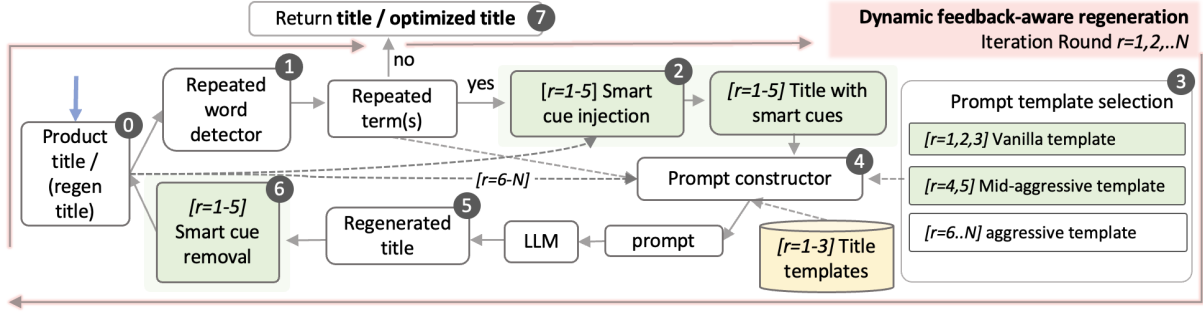 Return title / optimized title 7
Dynamic feedback-aware regeneration
Iteration Round r=1,2,..N
no
0
Product
title /
(regen
title)
1
Repeated
word
detector
Repeated
term(s)
yes
2
[r=1-5] Smart
cue injection
[r=1-5] Title with
smart cues
3
Prompt template selection
[r=1,2,3] Vanilla template
[r=4,5] Mid-aggressive template
[r=6..N] aggressive template
4
Prompt constructor
[r=6-N]
6
[r=1-5]
Smart cue
removal
5
Regenerated
title
LLM
prompt
[r=1-3] Title
templates